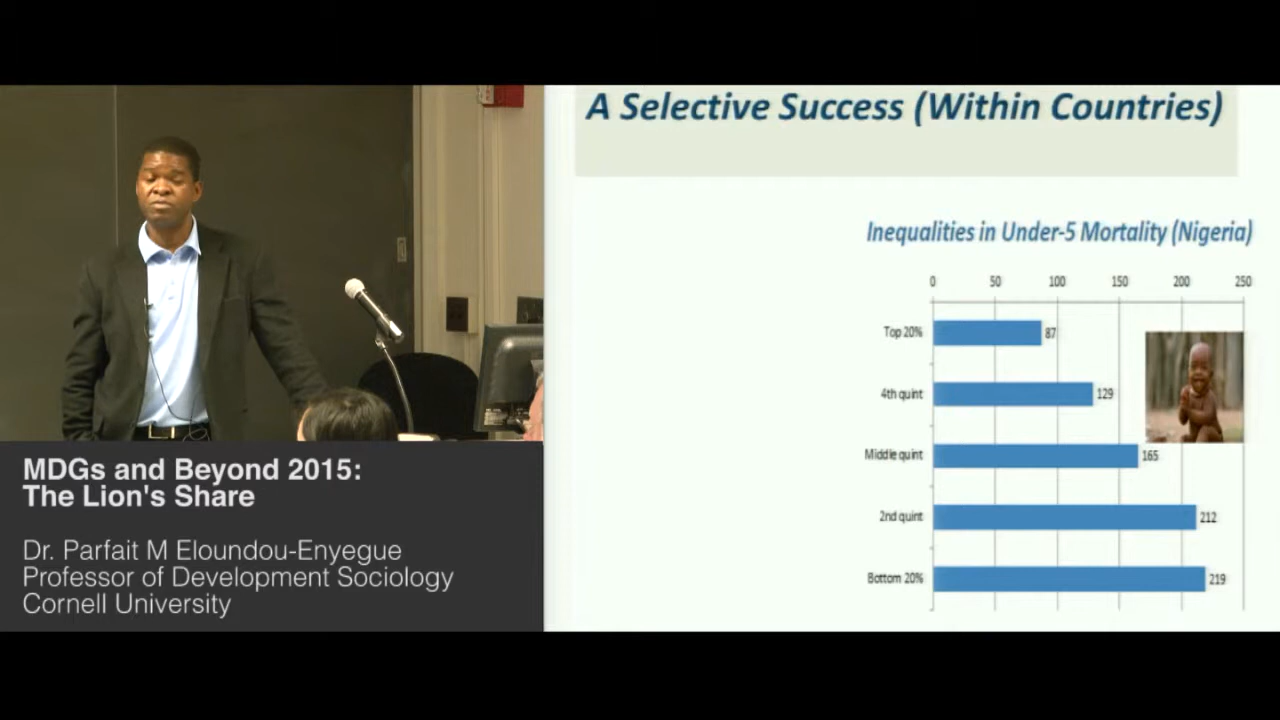 A Selective Success (Within Countries)
Inequalities in Under-5 Mortality (Nigeria)
0 50 100 150 200 250
Top 20% 87
4th quint 129
Middle quint 165
2nd quint 212
Bottom 20% 219
MDGs and Beyond 2015:
The Lion's Share
Dr. Parfait M Eloundou-Enyegue
Professor of Development Sociology
Cornell University